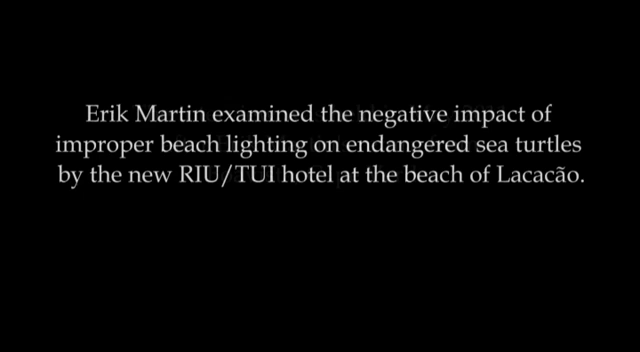 Erik Martin examined the negative impact of
improper beach lighting on endangered sea turtles
by the new RIU/TUI hotel at the beach of Lacacão.